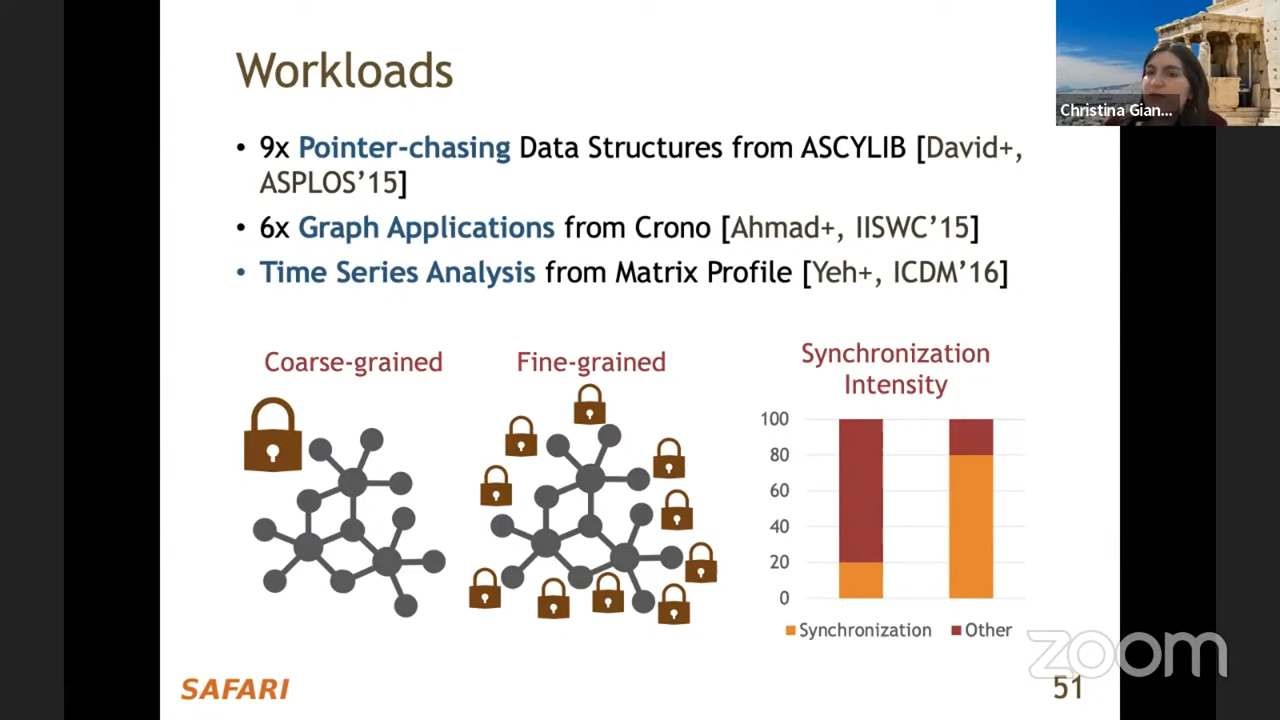 Workloads
• 9x Pointer-chasing Data Structures from ASCYLIB [David+,
ASPLOS’15]
• 6x Graph Applications from Crono [Ahmad+, IISWC’15]
• Time Series Analysis from Matrix Profile [Yeh+, ICDM’16]
Coarse-grained
Fine-grained
Synchronization
Intensity
100
80
60
40
20
0
Synchronization
Other
SAFARI
51
zoom
Christina Gian...